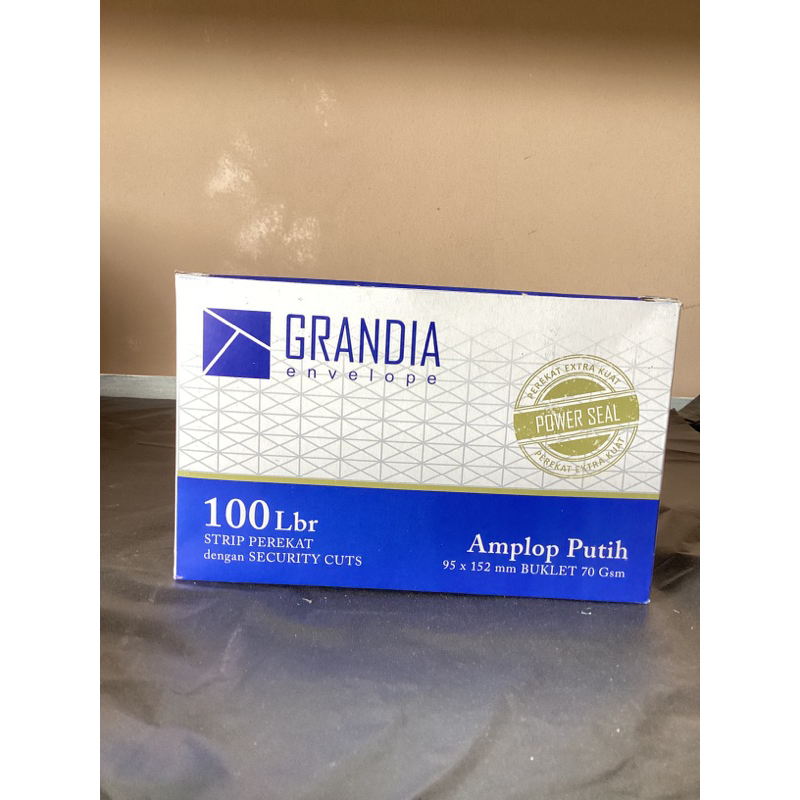 GRANDIA
envelope
PEREKAT EXTRA KUAT
POWER SEAL
PEREKAT EXTRA KUAT
100 Lbr
STRIP PEREKAT
dengan SECURITY CUTS
Amplop Putih
95 x 152 mm BUKLET 70 Gsm